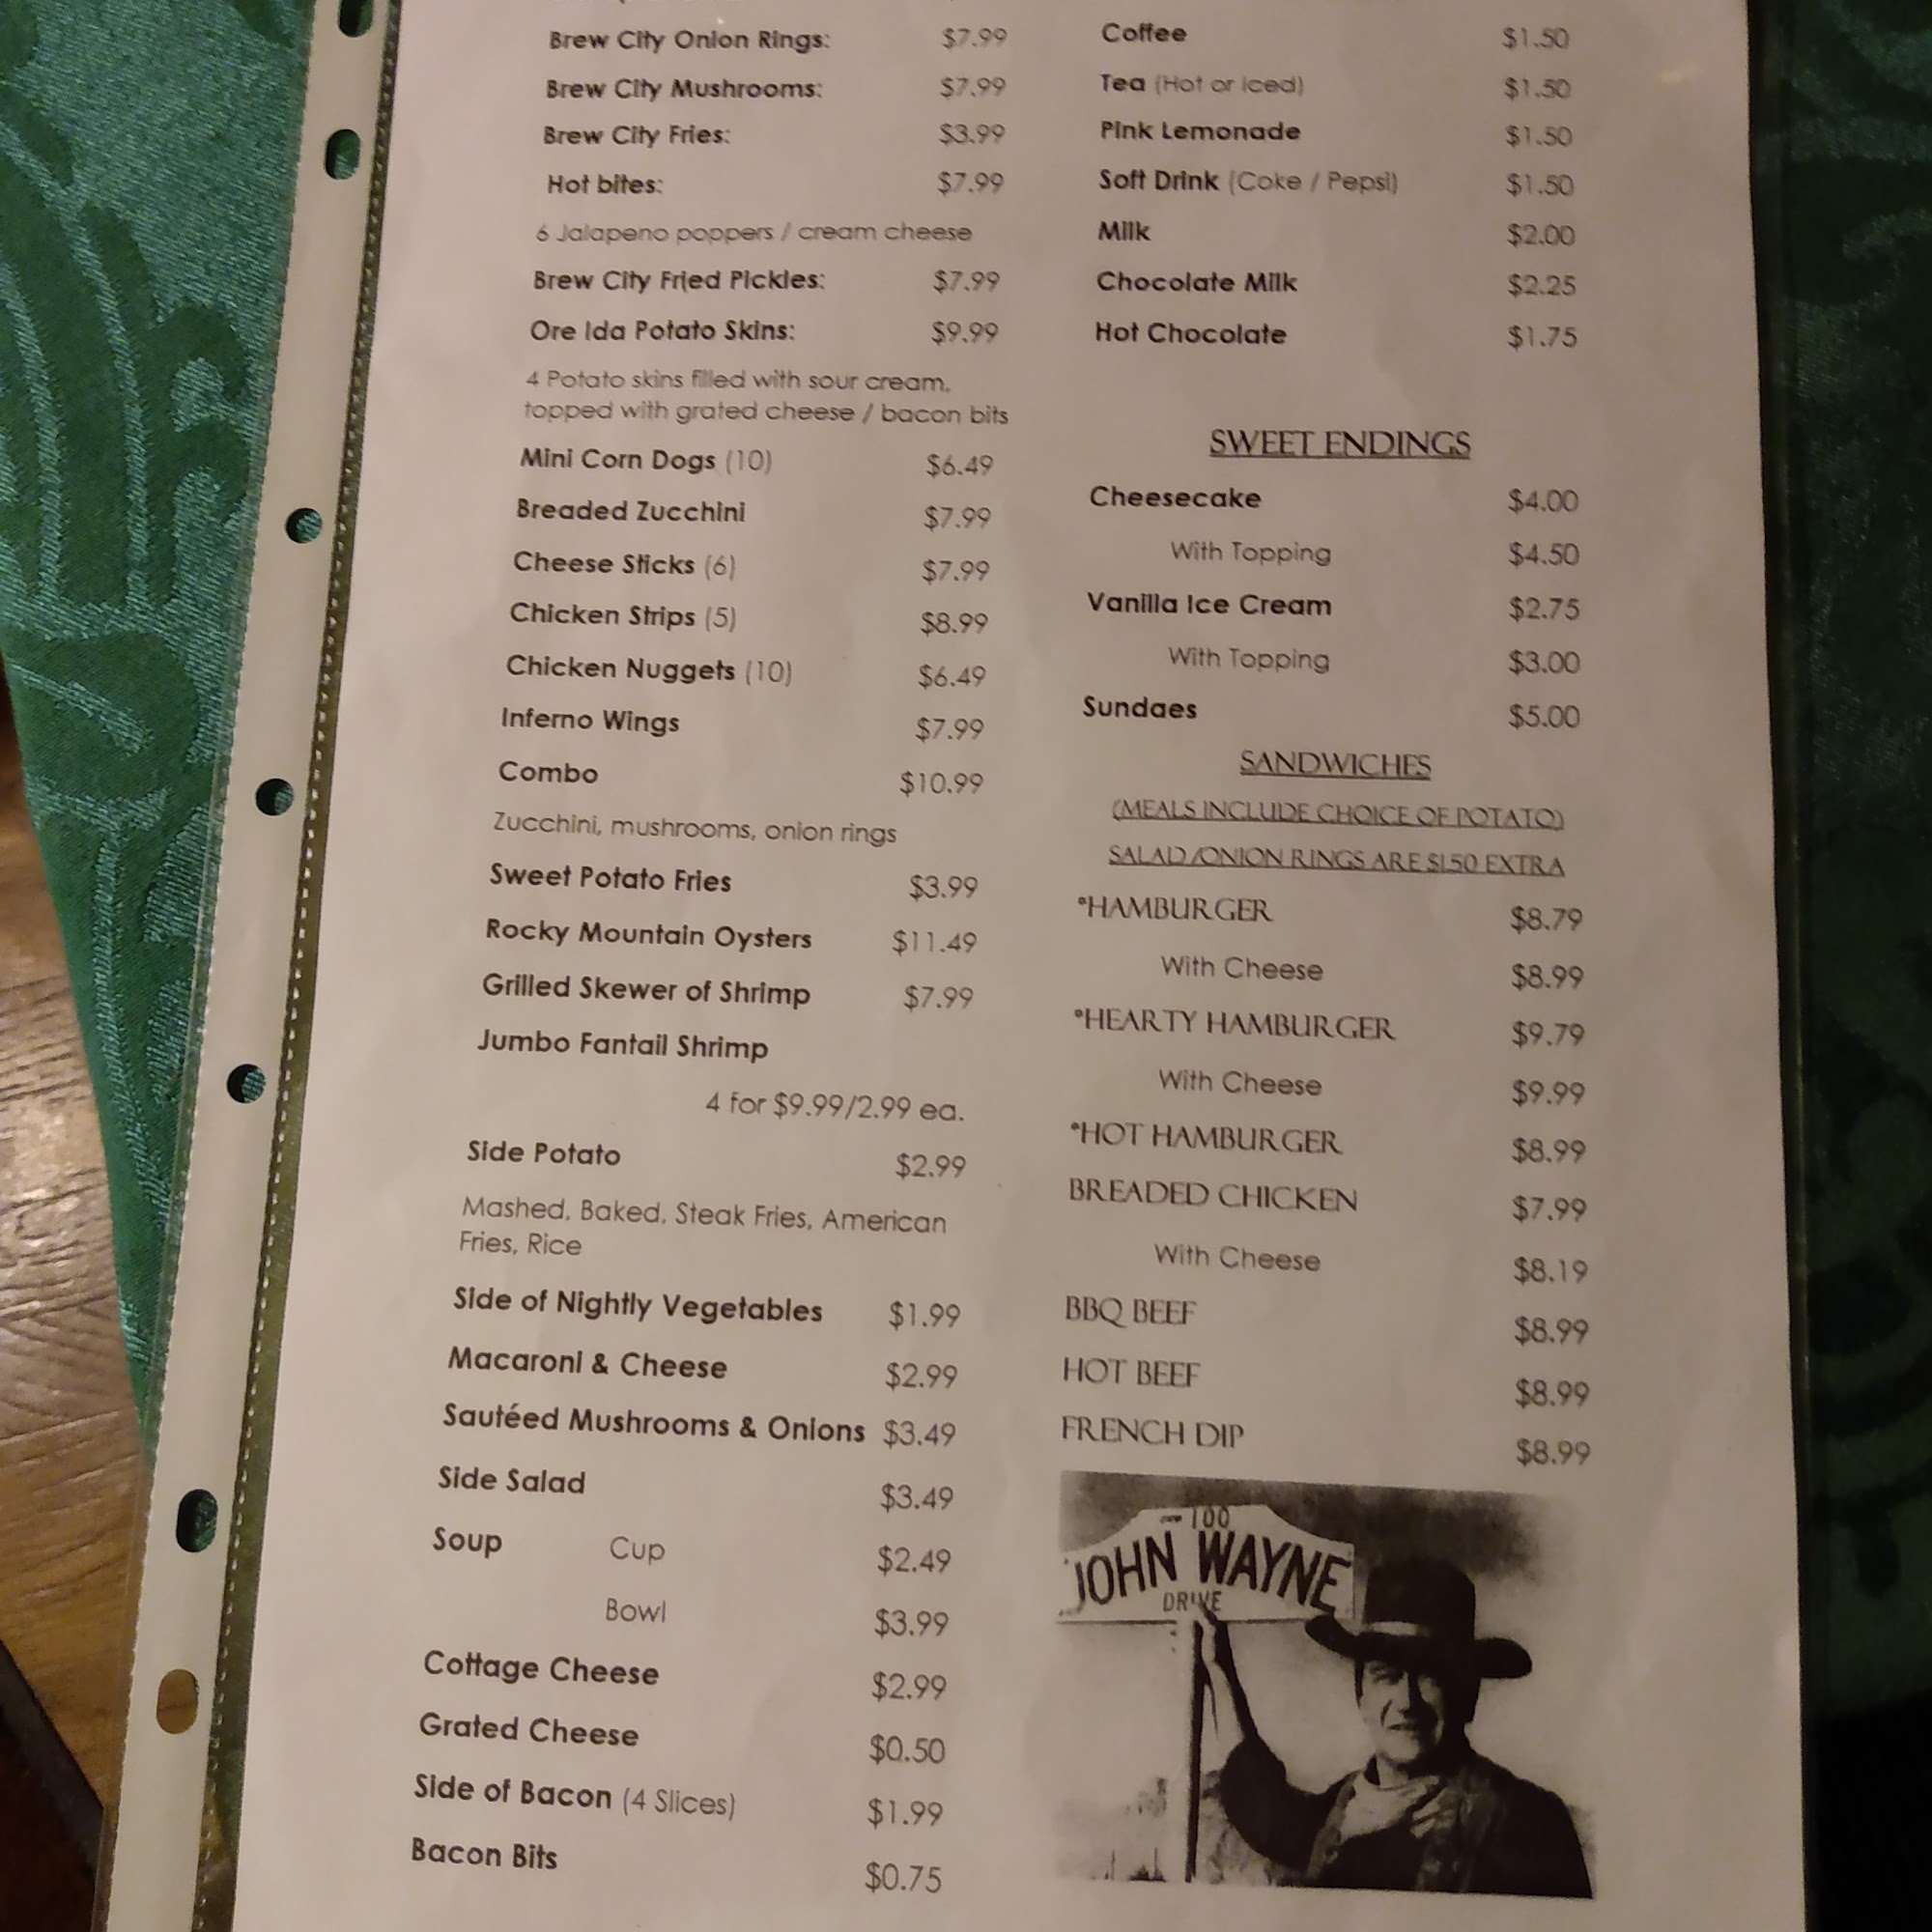 Brew City Onion Rings: $7.99
Brew City Mushrooms: $7.99
Brew City Fries: $3.99
Hot bites: $7.99
6 Jalapeno poppers / cream cheese
Brew City Fried Pickles: $7.99
Ore Ida Potato Skins: $9.99
4 Potato skins filled with sour cream,
topped with grated cheese / bacon bits
Mini Corn Dogs (10) $6.49
Breaded Zucchini $7.99
Cheese Sticks (6) $7.99
Chicken Strips (5) $8.99
Chicken Nuggets (10) $6.49
Inferno Wings $7.99
Combo $10.99
Zucchini, mushrooms, onion rings
Sweet Potato Fries $3.99
Rocky Mountain Oysters $11.49
Grilled Skewer of Shrimp $7.99
Jumbo Fantail Shrimp
4 for $9.99/2.99 ea.
Side Potato $2.99
Mashed, Baked, Steak Fries, American
Fries, Rice
Side of Nightly Vegetables $1.99
Macaroni & Cheese $2.99
Sautéed Mushrooms & Onions $3.49
Side Salad $3.49
Soup Cup $2.49
Bowl $3.99
Cottage Cheese $2.99
Grated Cheese $0.50
Side of Bacon (4 Slices) $1.99
Bacon Bits $0.75
Coffee $1.50
Tea (Hot or Iced) $1.50
Pink Lemonade $1.50
Soft Drink (Coke / Pepsi) $1.50
Milk $2.00
Chocolate Milk $2.25
Hot Chocolate $1.75
SWEET ENDINGS
Cheesecake $4.00
With Topping $4.50
Vanilla Ice Cream $2.75
With Topping $3.00
Sundaes $5.00
SANDWICHES
(MEALS INCLUDE CHOICE OF POTATO)
SALAD/ONION RINGS ARE $1.50 EXTRA
*HAMBURGER $8.79
With Cheese $8.99
*HEARTY HAMBURGER $9.79
With Cheese $9.99
*HOT HAMBURGER $8.99
BREADED CHICKEN $7.99
With Cheese $8.19
BBQ BEEF $8.99
HOT BEEF $8.99
FRENCH DIP $8.99
100
JOHN WAYNE
DRIVE